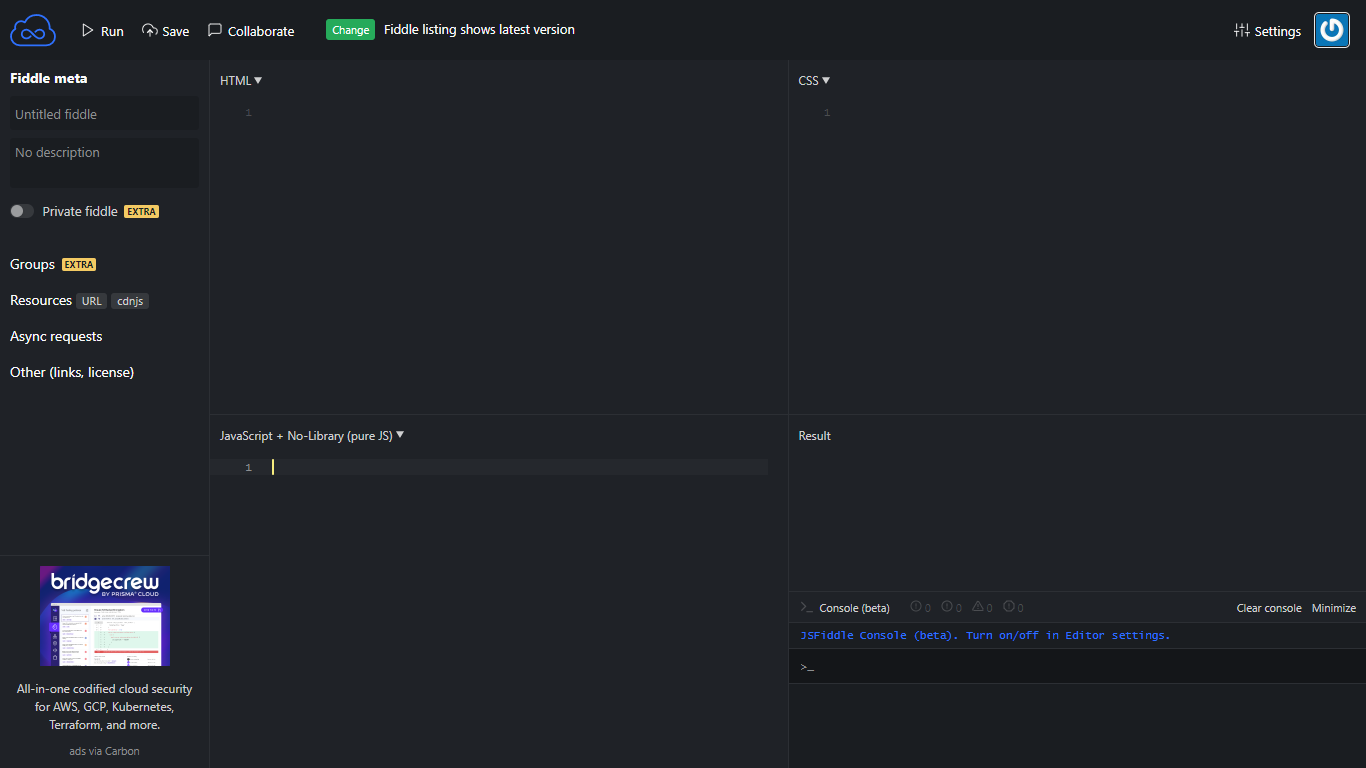 Run
Save
Collaborate
Change
Fiddle listing shows latest version
Settings
Fiddle meta
Untitled fiddle
No description
Private fiddle EXTRA
Groups EXTRA
Resources URL cdnjs
Async requests
Other (links, license)
bridgecrew
BY PRISMA CLOUD
All-in-one codified cloud security
for AWS, GCP, Kubernetes,
Terraform, and more.
ads via Carbon
HTML
1
CSS
1
JavaScript + No-Library (pure JS)
1
Result
>_ Console (beta) 0 0 0 0
Clear console
Minimize
JSFiddle Console (beta). Turn on/off in Editor settings.
>_